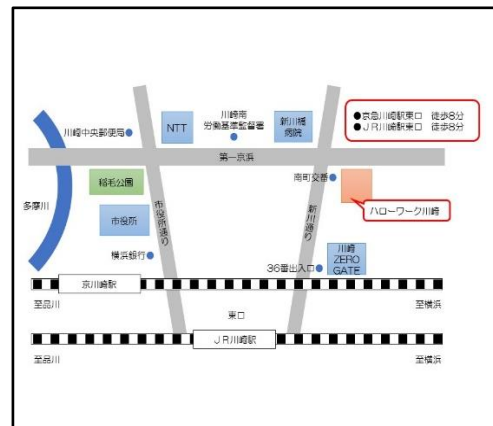 川崎南
労働基準監督署
新川橋
病院
NTT
●京急川崎駅東口 徒歩8分
●JR川崎駅東口 徒歩8分
川崎中央郵便局
第一京浜
稲毛公園
南町交番
ハローワーク川崎
多摩川
市役所
市役所通り
新川通り
横浜銀行
川崎
ZERO
GATE
36番出入口
京川崎駅
至品川
至横浜
東口
JR川崎駅
至品川
至横浜